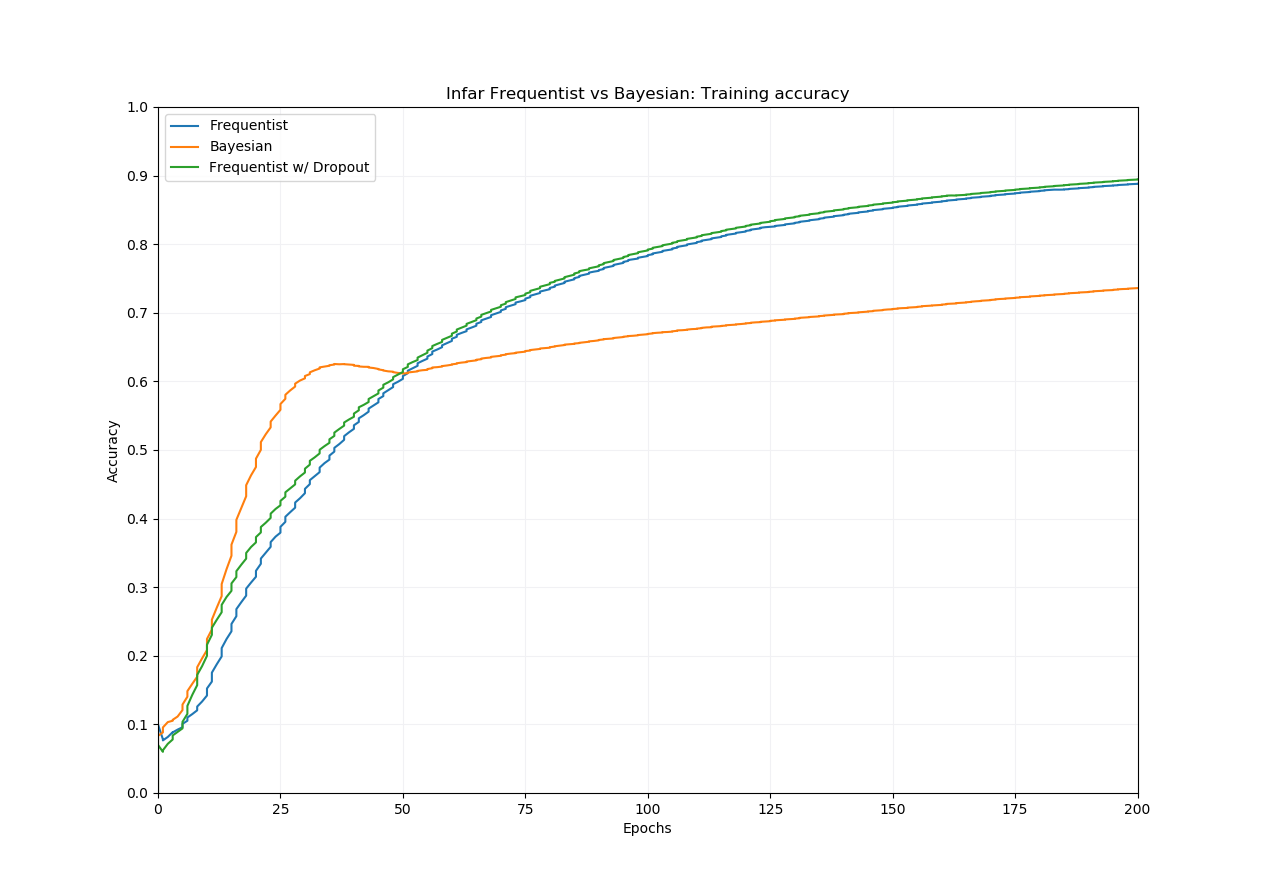 Infar Frequentist vs Bayesian: Training accuracy
Frequentist
Bayesian
Frequentist w/ Dropout
1.0
0.9
0.8
0.7
0.6
0.5
0.4
0.3
0.2
0.1
0.0
Accuracy
0 25 50 75 100 125 150 175 200
Epochs